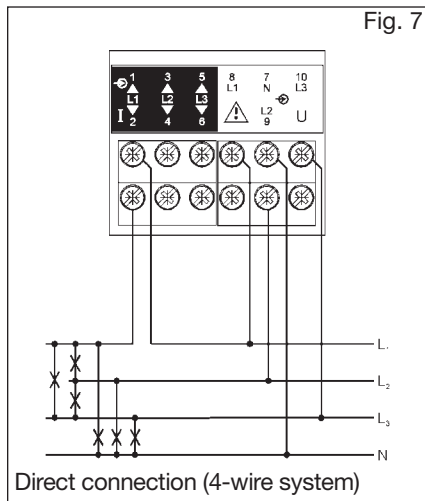 Fig. 7
1 3 5 8 7 10
L1 N L3
L1 L2 L3
I 2 4 6 L2 9 U
L1
L2
L3
N
Direct connection (4-wire system)